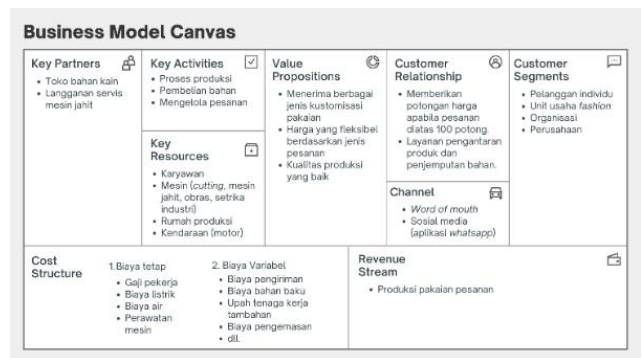 Business Model Canvas
Key Partners
• Toko bahan kain
• Langganan servis
mesin jahit
Key Activities
• Proses produksi
• Pembelian bahan
• Mengelola pesanan
Key
Resources
• Karyawan
• Mesin (cutting, mesin
jahit, obras, setrika
industri)
• Rumah produksi
• Kendaraan (motor)
Value
Propositions
• Menerima berbagai
jenis kustomisasi
pakaian
• Harga yang fleksibel
berdasarkan jenis
pesanan
• Kualitas produksi
yang baik
Customer
Relationship
• Memberikan
potongan harga
apabila pesanan
diatas 100 potong.
• Layanan pengantaran
produk dan
penjemputan bahan.
Channel
• Word of mouth
• Sosial media
(aplikasi whatsapp)
Customer
Segments
• Pelanggan individu
• Unit usaha fashion
• Organisasi
• Perusahaan
Cost
Structure
1.Biaya tetap
• Gaji pekerja
• Biaya listrik
• Biaya air
• Perawatan
mesin
2. Biaya Variabel
• Biaya pengiriman
• Biaya bahan baku
• Upah tenaga kerja
tambahan
• Biaya pengemasan
• dll.
Revenue
Stream
• Produksi pakaian pesanan